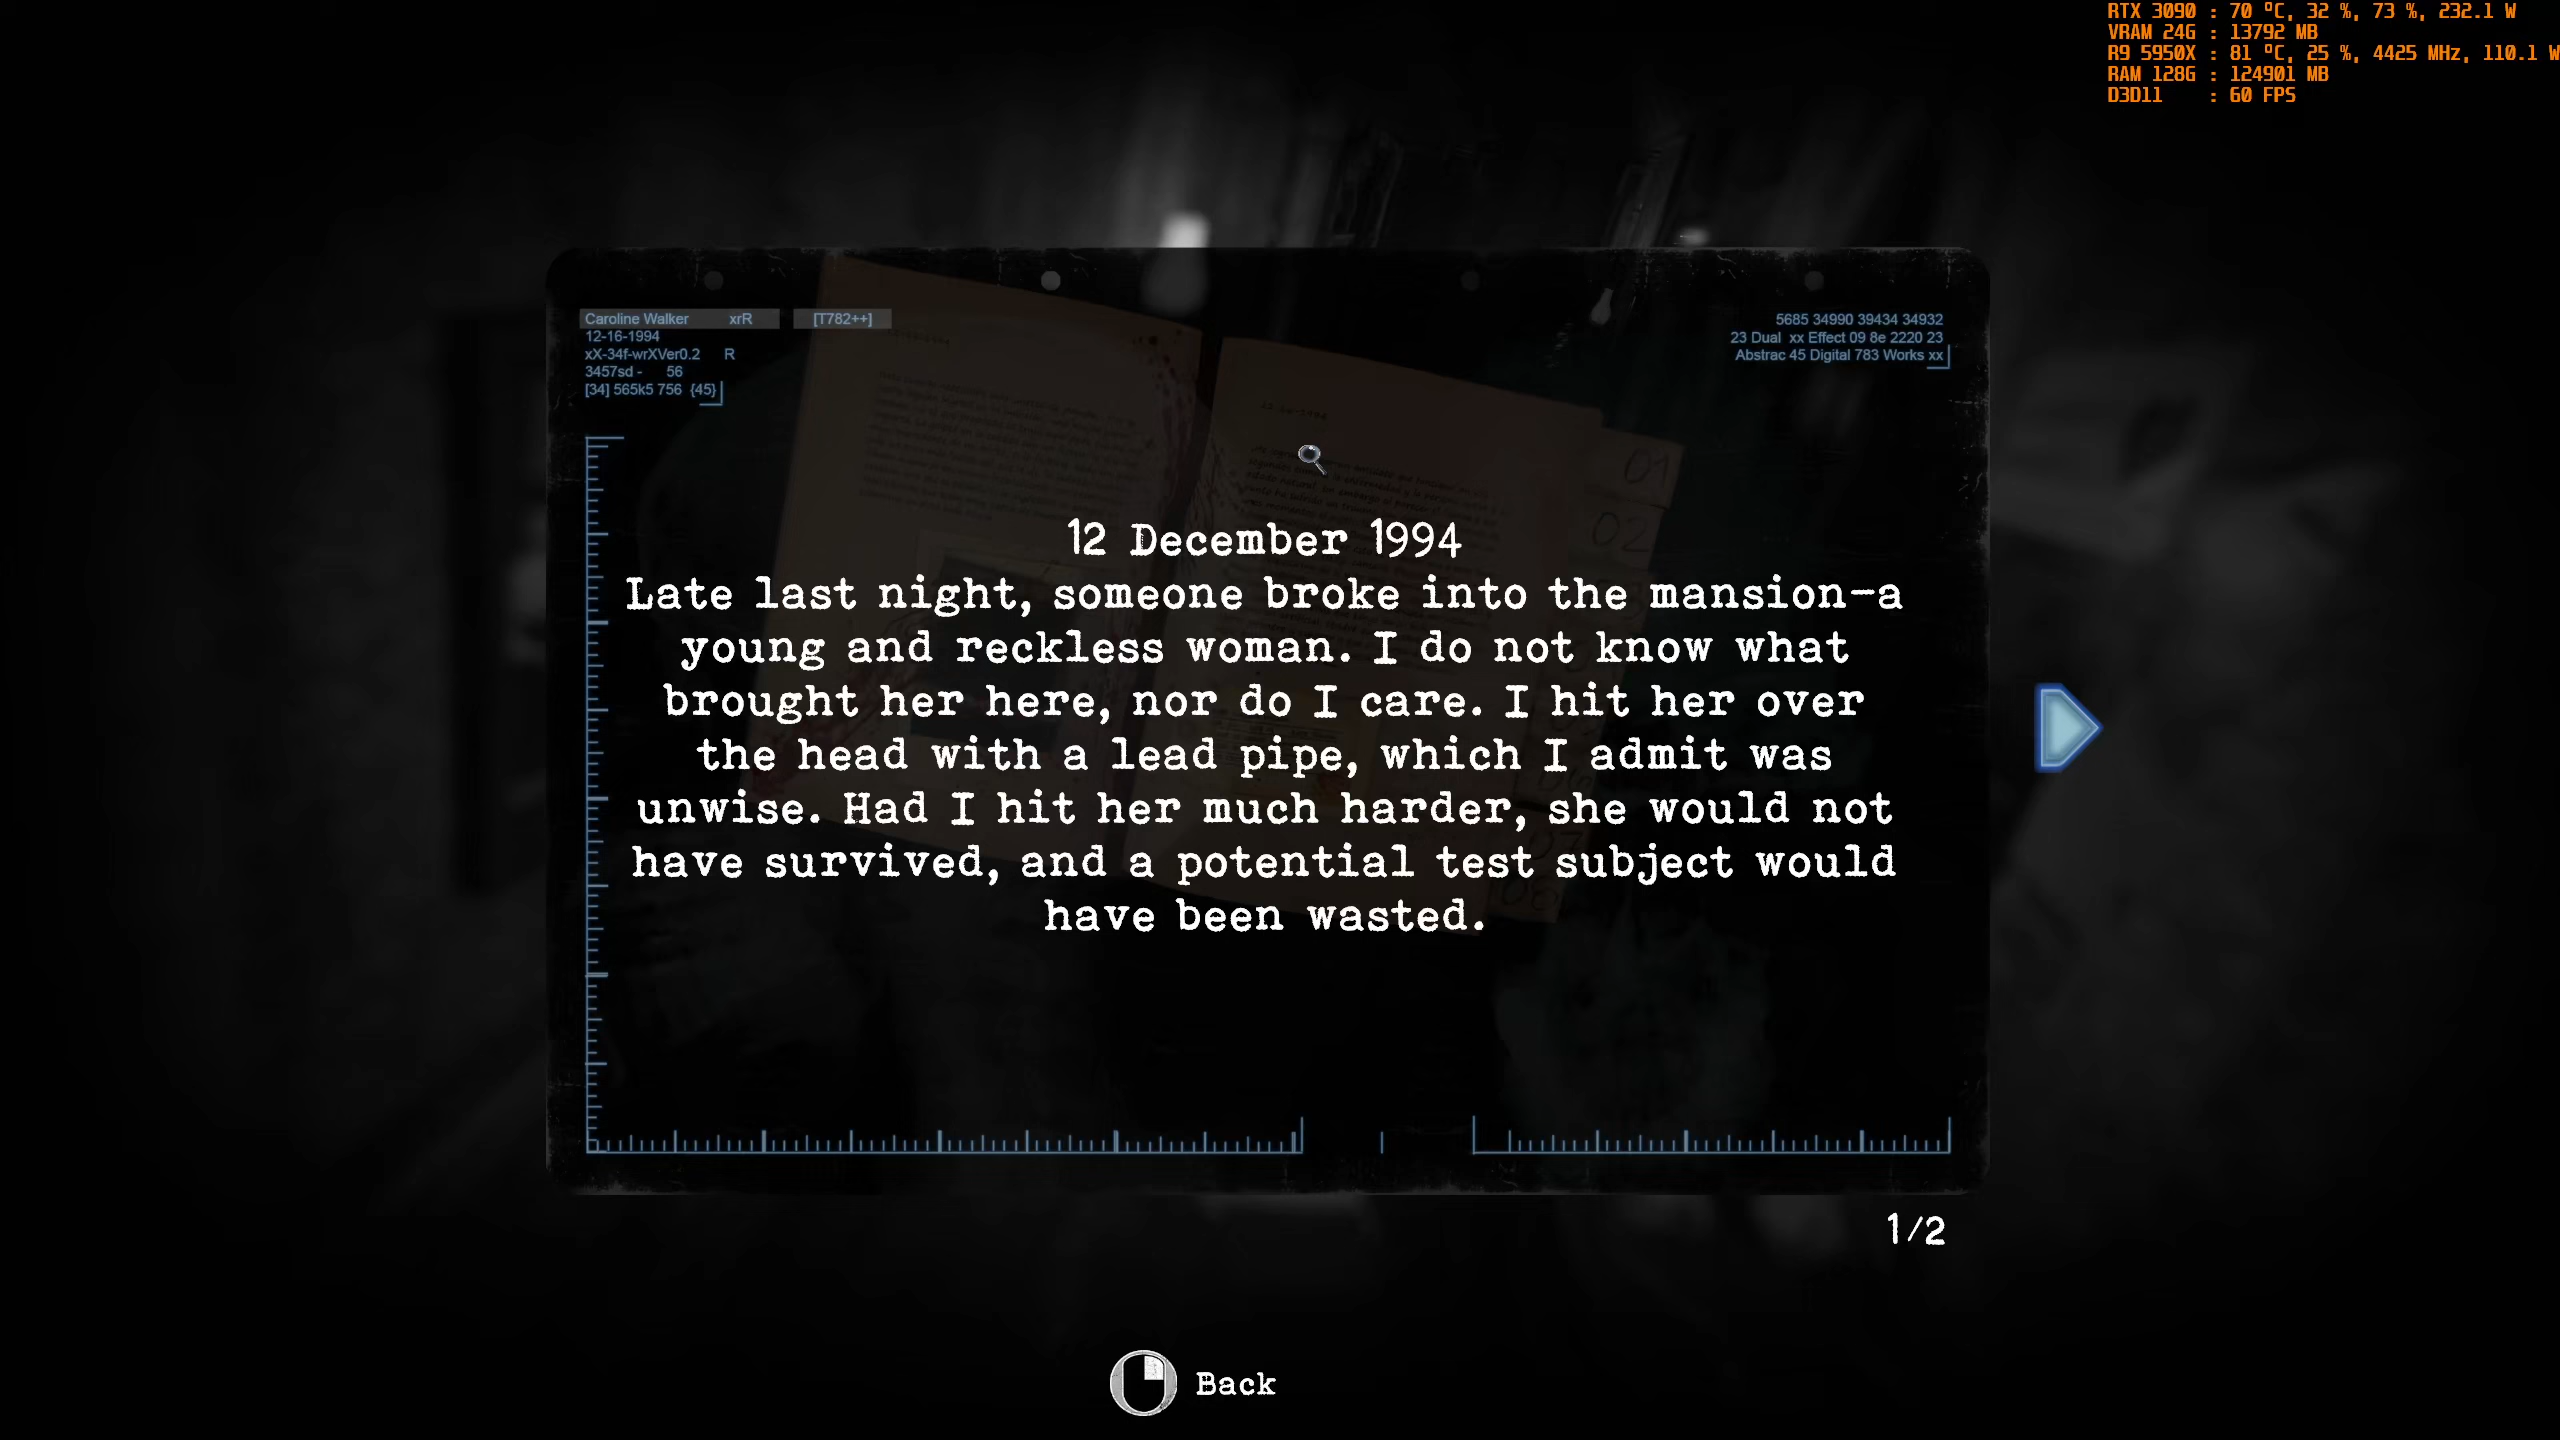 RTX 3090 : 70 ºC, 32 %, 73 %, 232.1 W
VRAM 24G : 13792 MB
R9 5950X : 81 ºC, 25 %, 4425 MHz, 110.1 W
RAM 128G : 124901 MB
D3D11 : 60 FPS
Caroline Walker xrR [T782++]
12-16-1994
xX-34f-wrXVer0.2 R
3457sd - 56
[34] 565k5 756 {45}
5685 34990 39434 34932
23 Dual xx Effect 09 8e 2220 23
Abstrac 45 Digital 783 Works xx
01
02
12 December 1994
Late last night, someone broke into the mansion—a
young and reckless woman. I do not know what
brought her here, nor do I care. I hit her over
the head with a lead pipe, which I admit was
unwise. Had I hit her much harder, she would not
have survived, and a potential test subject would
have been wasted.
1/2
Back